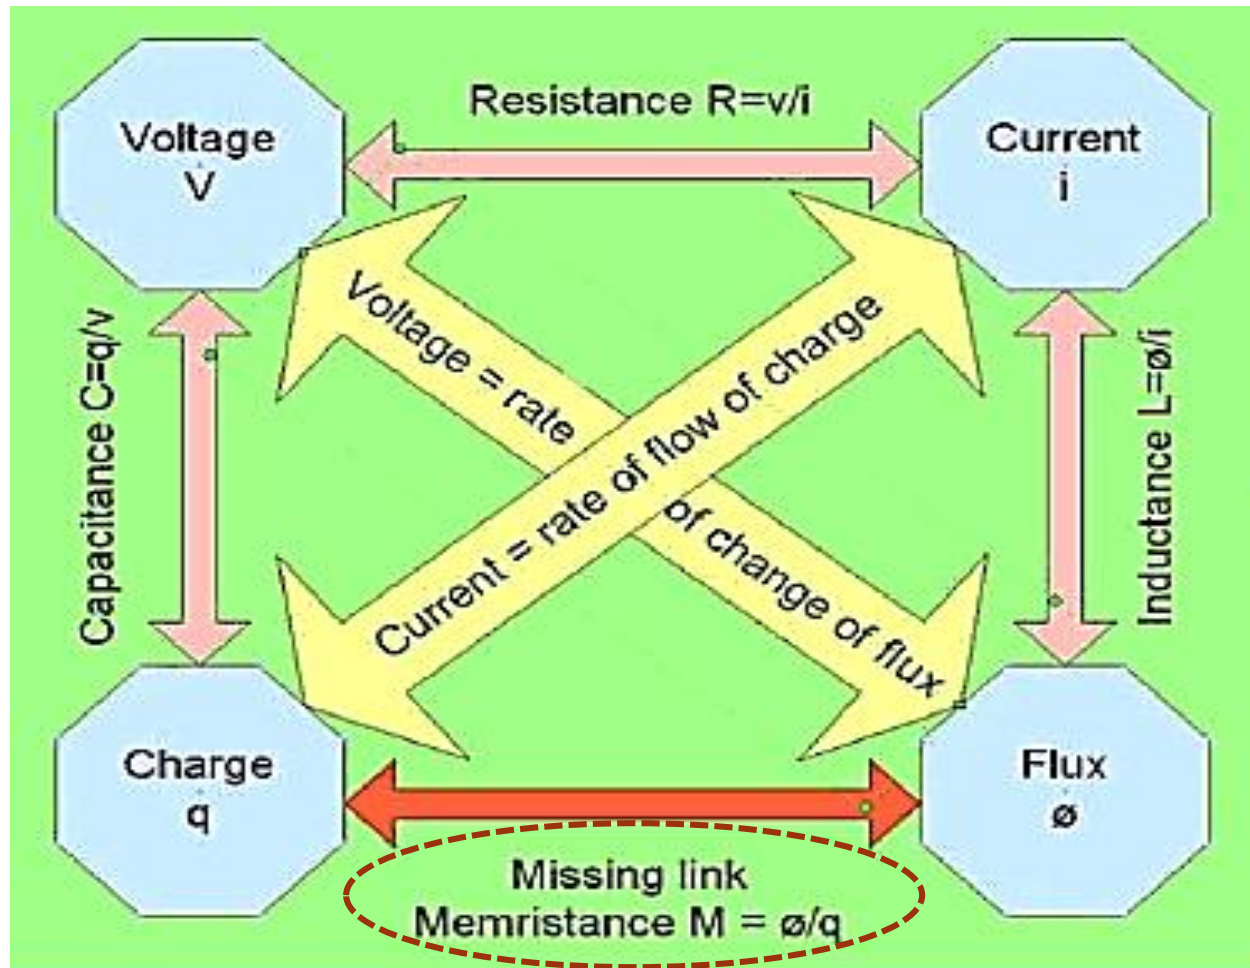 Resistance R=v/i
Voltage
V
Current
i
Capacitance C=q/v
Voltage = rate
of change of flux
Current = rate of flow of charge
Inductance L=ø/i
Charge
q
Flux
ø
Missing link
Memristance M = ø/q